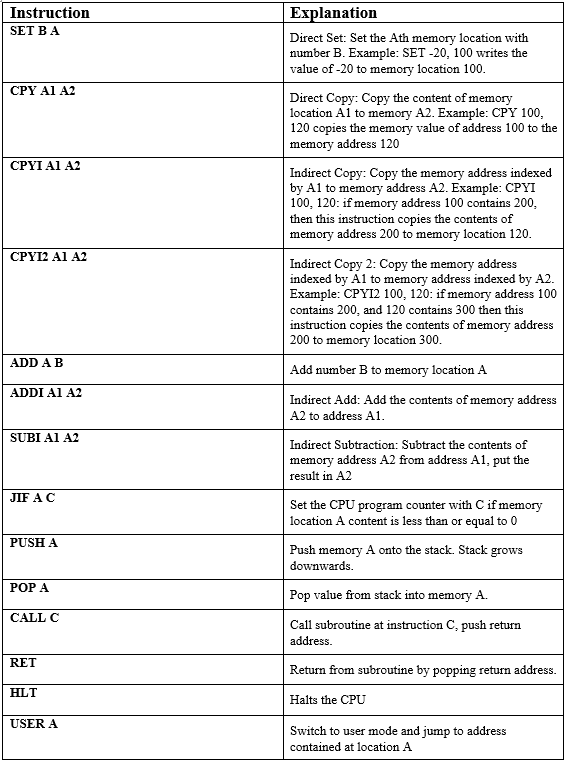 Instruction Explanation
SET B A
Direct Set: Set the Ath memory location with
number B. Example: SET -20, 100 writes the
value of -20 to memory location 100.
CPY A1 A2
Direct Copy: Copy the content of memory
location A1 to memory A2. Example: CPY 100,
120 copies the memory value of address 100 to the
memory address 120
CPYI A1 A2
Indirect Copy: Copy the memory address indexed
by A1 to memory address A2. Example: CPYI
100, 120: if memory address 100 contains 200,
then this instruction copies the contents of
memory address 200 to memory location 120.
CPYI2 A1 A2
Indirect Copy 2: Copy the memory address
indexed by A1 to memory address indexed by A2.
Example: CPYI2 100, 120: if memory address 100
contains 200, and 120 contains 300 then this
instruction copies the contents of memory address
200 to memory location 300.
ADD A B
Add number B to memory location A
ADDI A1 A2
Indirect Add: Add the contents of memory address
A2 to address A1.
SUBI A1 A2
Indirect Subtraction: Subtract the contents of
memory address A2 from address A1, put the
result in A2
JIF A C
Set the CPU program counter with C if memory
location A content is less than or equal to 0
PUSH A
Push memory A onto the stack. Stack grows
downwards.
POP A
Pop value from stack into memory A.
CALL C
Call subroutine at instruction C, push return
address.
RET
Return from subroutine by popping return address.
HLT
Halts the CPU
USER A
Switch to user mode and jump to address
contained at location A